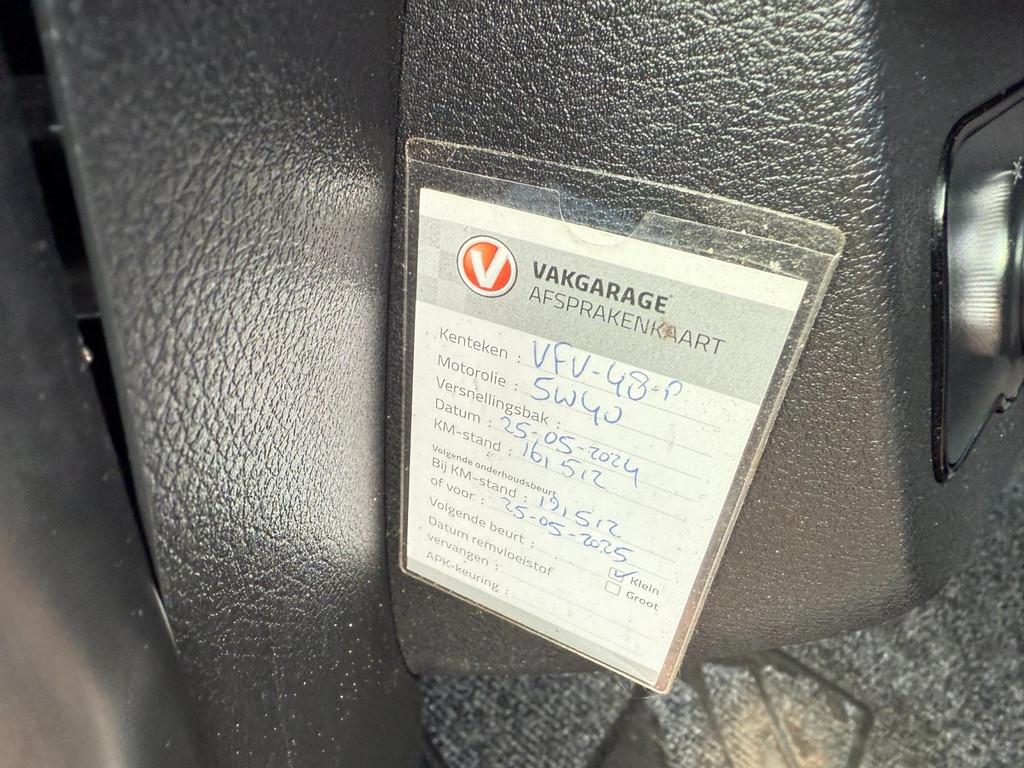 V
VAKGARAGE
AFSPRAKENKAART
Kenteken : VFV-48-P
Motorolie : 5W40
Versnellingsbak :
Datum : 25-05-2024
KM-stand : 161,512
Volgende onderhoudsbeurt
Bij KM-stand : 191,512
of voor : 25-05-2025
Volgende beurt : Klein
Groot
Datum remvloeistof
vervangen :
APK-keuring :